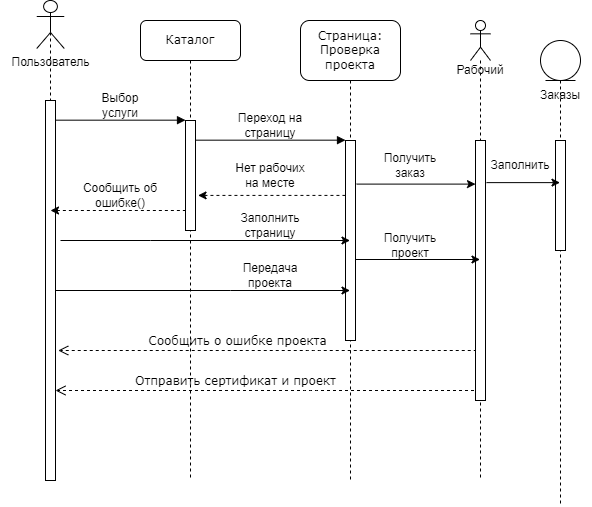 Пользователь
Каталог
Страница:
Проверка
проекта
Рабочий
Заказы
Выбор
услуги
Переход на
страницу
Получить
заказ
Заполнить
Нет рабочих
на месте
Сообщить об
ошибке()
Заполнить
страницу
Получить
проект
Передача
проекта
Сообщить о ошибке проекта
Отправить сертификат и проект